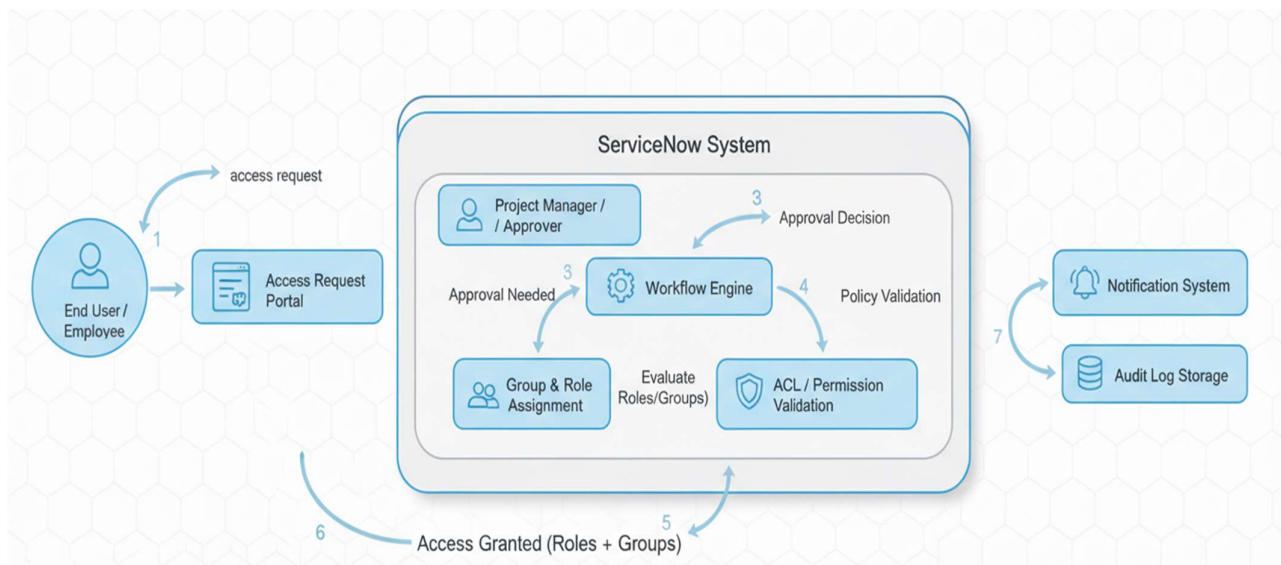 ServiceNow System
access request
1
End User /
Employee
Access Request
Portal
Project Manager /
/ Approver
3
Approval Decision
3
Approval Needed
Workflow Engine
4
Policy Validation
Group & Role
Assignment
Evaluate
Roles/Groups)
ACL / Permission
Validation
Notification System
7
Audit Log Storage
5
6
Access Granted (Roles + Groups)